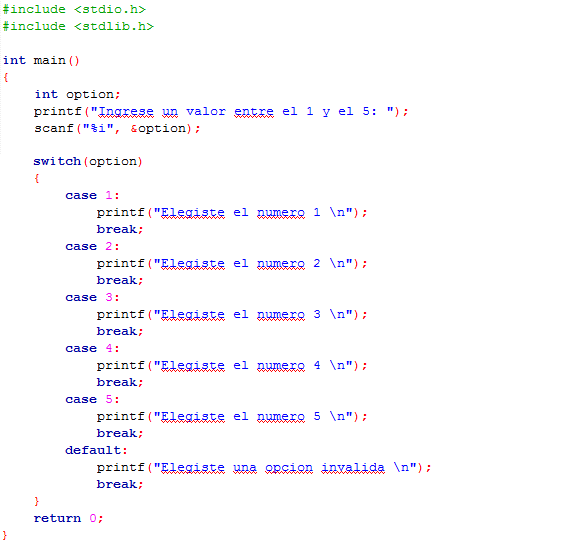 #include <stdio.h>
#include <stdlib.h>
int main()
{
int option;
printf("Ingrese un valor entre el 1 y el 5: ");
scanf("%i", &option);
switch(option)
{
case 1:
printf("Elegiste el numero 1 \n");
break;
case 2:
printf("Elegiste el numero 2 \n");
break;
case 3:
printf("Elegiste el numero 3 \n");
break;
case 4:
printf("Elegiste el numero 4 \n");
break;
case 5:
printf("Elegiste el numero 5 \n");
break;
default:
printf("Elegiste una opcion invalida \n");
break;
}
return 0;
}